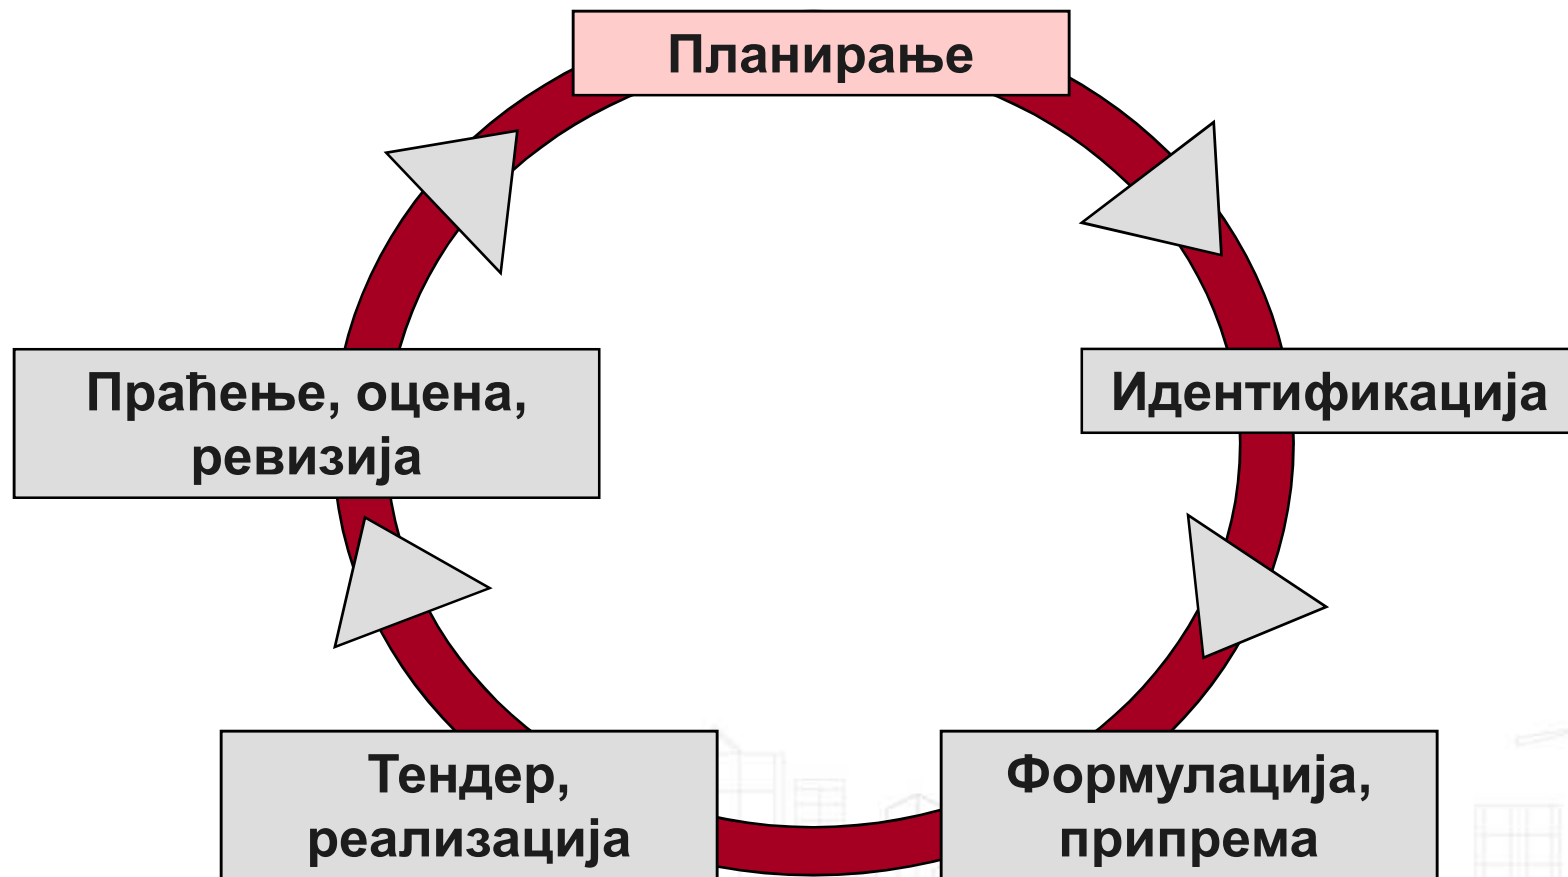 Планирање
Праћење, оцена,
ревизија
Идентификација
Тендер,
реализација
Формулација,
припрема